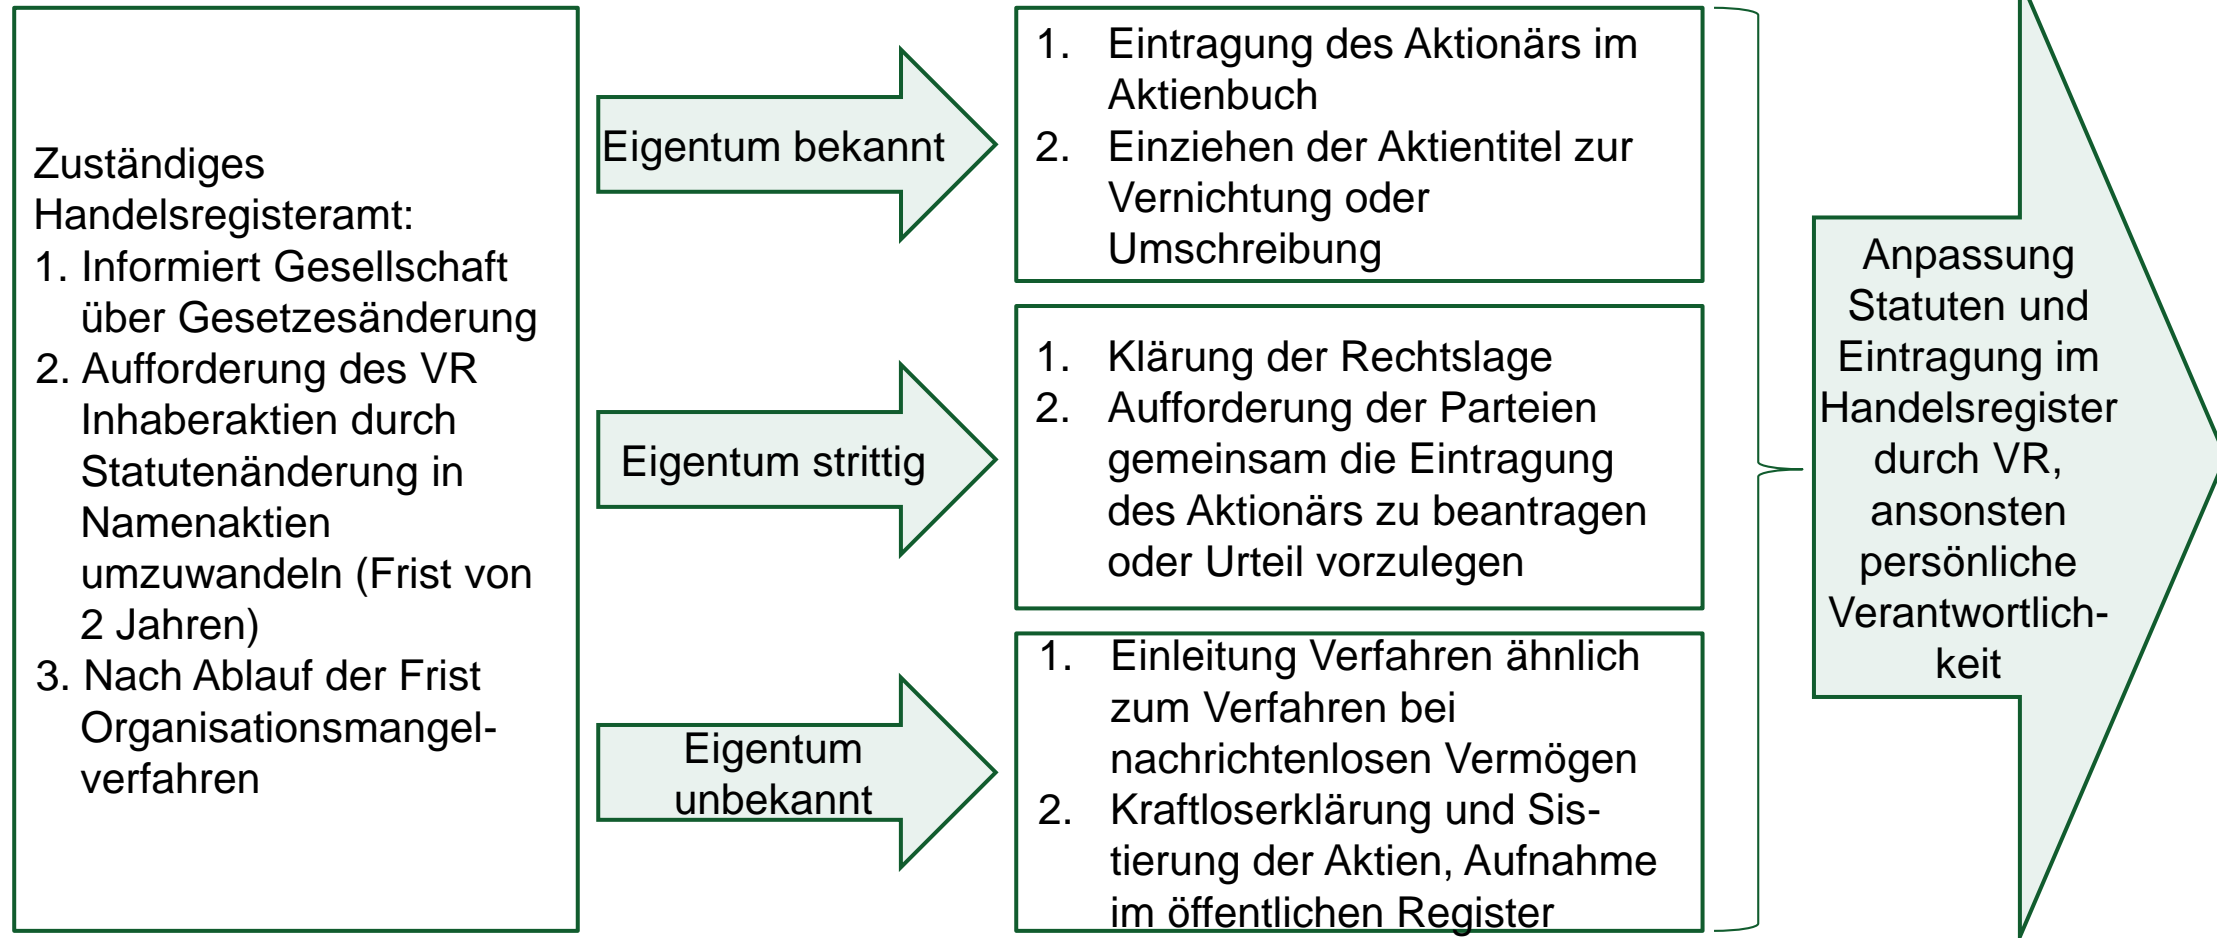 Zuständiges
Handelsregisteramt:
1. Informiert Gesellschaft
über Gesetzesänderung
2. Aufforderung des VR
Inhaberaktien durch
Statutenänderung in
Namenaktien
umzuwandeln (Frist von
2 Jahren)
3. Nach Ablauf der Frist
Organisationsmangel-
verfahren
Eigentum bekannt
1. Eintragung des Aktionärs im
Aktienbuch
2. Einziehen der Aktientitel zur
Vernichtung oder
Umschreibung
Eigentum strittig
1. Klärung der Rechtslage
2. Aufforderung der Parteien
gemeinsam die Eintragung
des Aktionärs zu beantragen
oder Urteil vorzulegen
Eigentum
unbekannt
1. Einleitung Verfahren ähnlich
zum Verfahren bei
nachrichtenlosen Vermögen
2. Kraftloserklärung und Sis-
tierung der Aktien, Aufnahme
im öffentlichen Register
Anpassung
Statuten und
Eintragung im
Handelsregister
durch VR,
ansonsten
persönliche
Verantwortlich-
keit